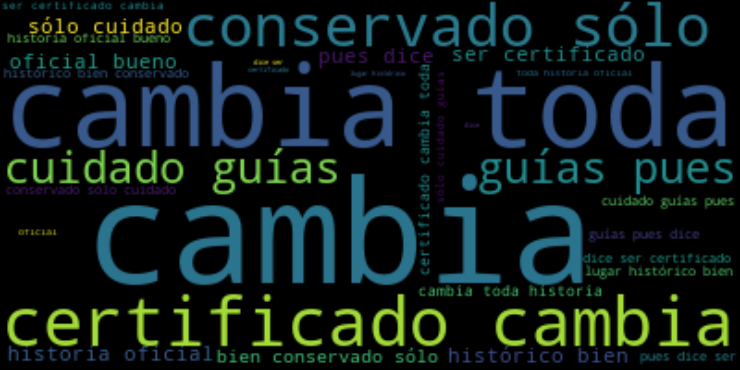 ser certificado cambia
sólo cuidado
conservado sólo
historia oficial bueno
pues dice
ser certificado
oficial bueno
dice ser
certificado
histórico bien conservado
lugar histórico
toda historia oficial
cambia toda
certificado cambia toda
sólo cuidado guías
dice
cuidado guías
guías pues
conservado sólo cuidado
cambia
cuidado guías pues
oficial
guías pues dice
dice ser certificado
lugar histórico bien
cambia toda historia
certificado cambia
historia oficial
bien conservado sólo
histórico bien
pues dice ser